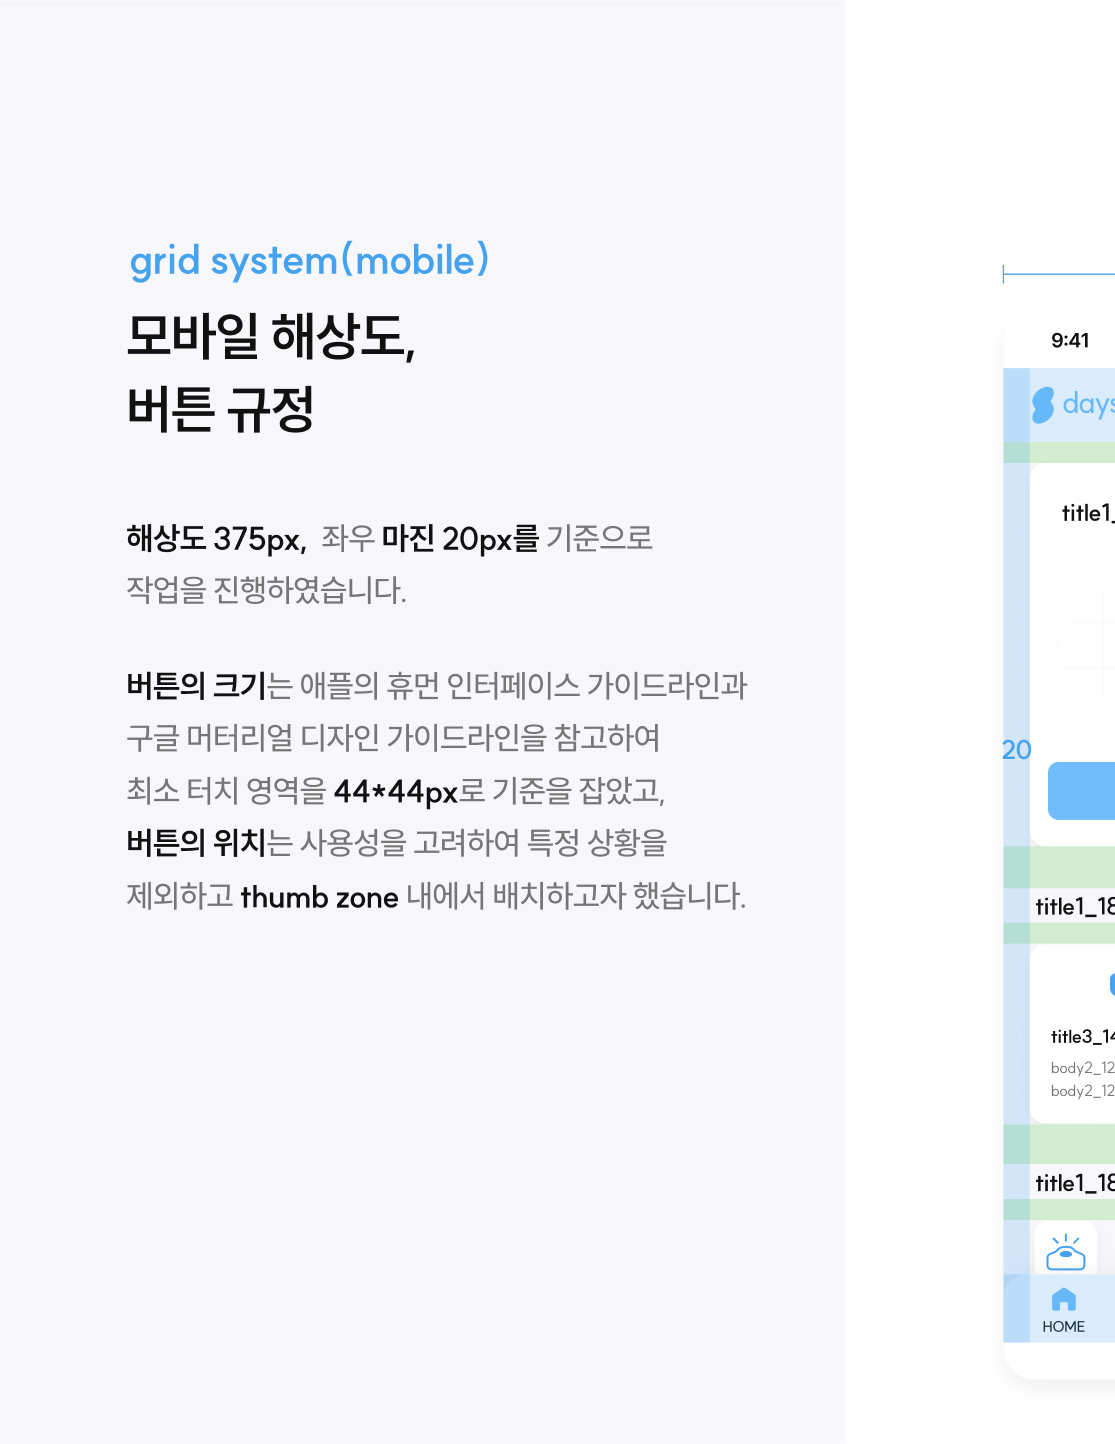 grid system(mobile)
모바일 해상도,
버튼 규정
해상도 375px, 좌우 마진 20px를 기준으로
작업을 진행하였습니다.
버튼의 크기는 애플의 휴먼 인터페이스 가이드라인과
구글 머터리얼 디자인 가이드라인을 참고하여
최소 터치 영역을 44*44px로 기준을 잡았고,
버튼의 위치는 사용성을 고려하여 특정 상황을
제외하고 thumb zone 내에서 배치하고자 했습니다.
9:41
days
title1_
20
title1_18
title3_14
body2_12
body2_12
title1_18
HOME